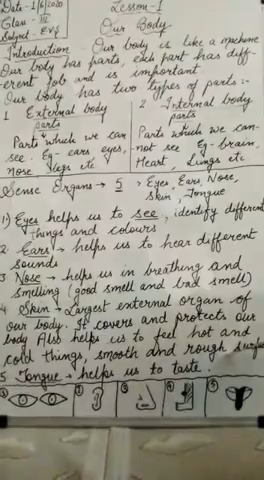 Date - 1/6/2020 Lesson-1
Class - III Our Body
Subject - EVS
Introduction - Our body is like a machine
Our body has parts, each part has diff-
erent job and is important.
Our body has two types of parts:-
1 External body
parts
Parts which we can
see. Eg- ears eyes,
nose legs etc
2 Internal body
parts
Parts which we can-
not see Eg- brain,
Heart, Lungs etc
Sense Organs → 5 : Eyes, Ears Nose,
Skin, Tongue
1) Eyes helps us to see, identify different
things and colours
2 Ears → helps us to hear different
sounds
3 Nose → helps us in breathing and
smelling (good smell and bad smell)
4 Skin → Largest external organ of
our body. It covers and protects our
body Also helps us to feel hot and
cold things, smooth and rough surfac
5 Tongue → helps us to taste.
① ② ③ ④ ⑤